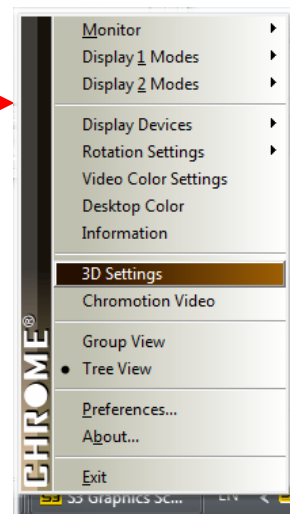 Monitor
Display 1 Modes
Display 2 Modes
Display Devices
Rotation Settings
Video Color Settings
Desktop Color
Information
3D Settings
Chromotion Video
Group View
Tree View
Preferences...
About...
Exit
CHROME®
S3 S3 Graphics Sc... EN